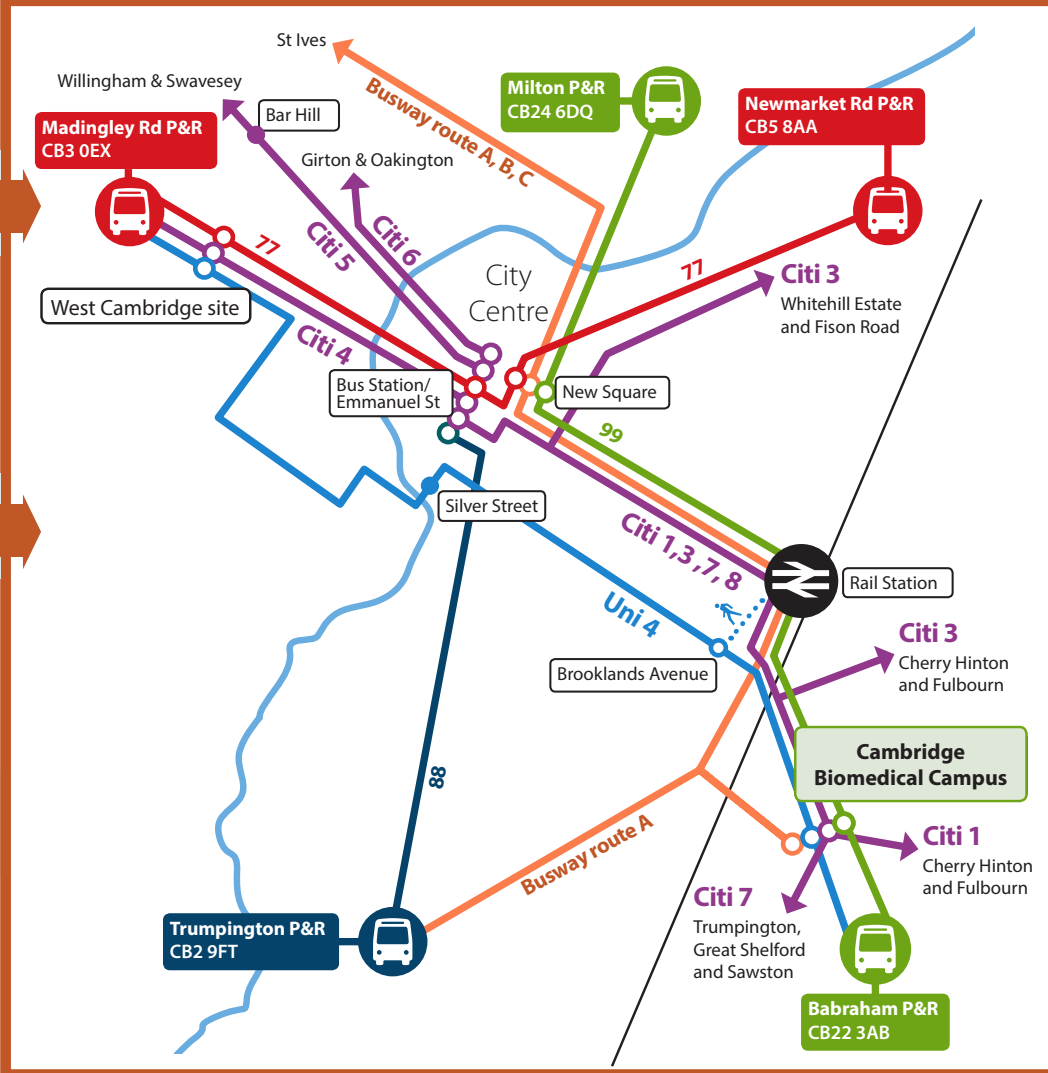 St Ives
Willingham & Swavesey
Busway route A, B, C
Milton P&R
CB24 6DQ
Newmarket Rd P&R
CB5 8AA
Bar Hill
Madingley Rd P&R
CB3 0EX
Girton & Oakington
77
Citi 5
Citi 6
City
Centre
77
Citi 3
Whitehill Estate
and Fison Road
West Cambridge site
Citi 4
Bus Station/
Emmanuel St
New Square
99
Silver Street
Citi 1,3 ,7, 8
Rail Station
Uni 4
Citi 3
Cherry Hinton
and Fulbourn
Brooklands Avenue
Cambridge
Biomedical Campus
88
Busway route A
Citi 1
Cherry Hinton
and Fulbourn
Citi 7
Trumpington,
Great Shelford
and Sawston
Trumpington P&R
CB2 9FT
Babraham P&R
CB22 3AB